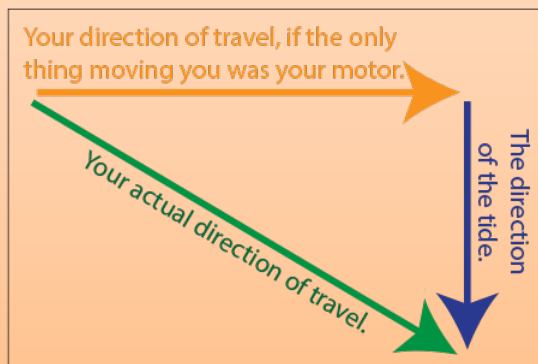 Your direction of travel, if the only
thing moving you was your motor.
Your actual direction of travel.
The direction
of the tide.